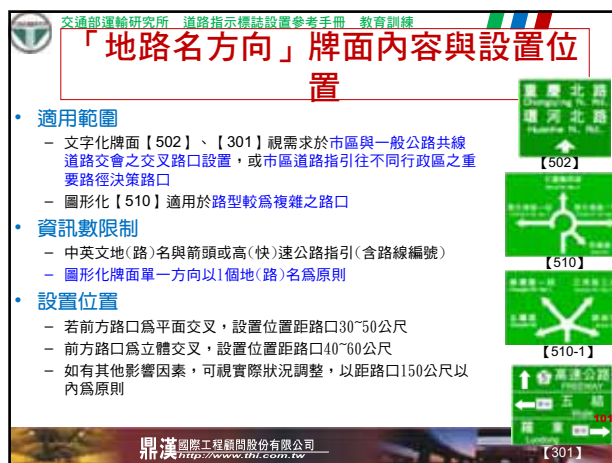 交通部運輸研究所 道路指示標誌設置參考手冊 教育訓練
「地路名方向」牌面內容與設置位
置
• 適用範圍
– 文字化牌面【502】、【301】視需求於市區與一般公路共線
道路交會之交叉路口設置，或市區道路指引往不同行政區之重
要路徑決策路口
– 圖形化【510】適用於路型較為複雜之路口
• 資訊數限制
– 中英文地(路)名與箭頭或高(快)速公路指引(含路線編號)
– 圖形化牌面單一方向以1個地(路)名為原則
• 設置位置
– 若前方路口為平面交叉，設置位置距路口30~50公尺
– 前方路口為立體交叉，設置位置距路口40~60公尺
– 如有其他影響因素，可視實際狀況調整，以距路口150公尺以
內為原則
重慶北路
Chongqing N. Rd.
環河北路
Huanhe N. Rd.
【502】
【510】
【510-1】
高速公路
FREEWAY
五結
羅東
Luodong
101
【301】
鼎漢國際工程顧問股份有限公司
http://www.thi.com.tw